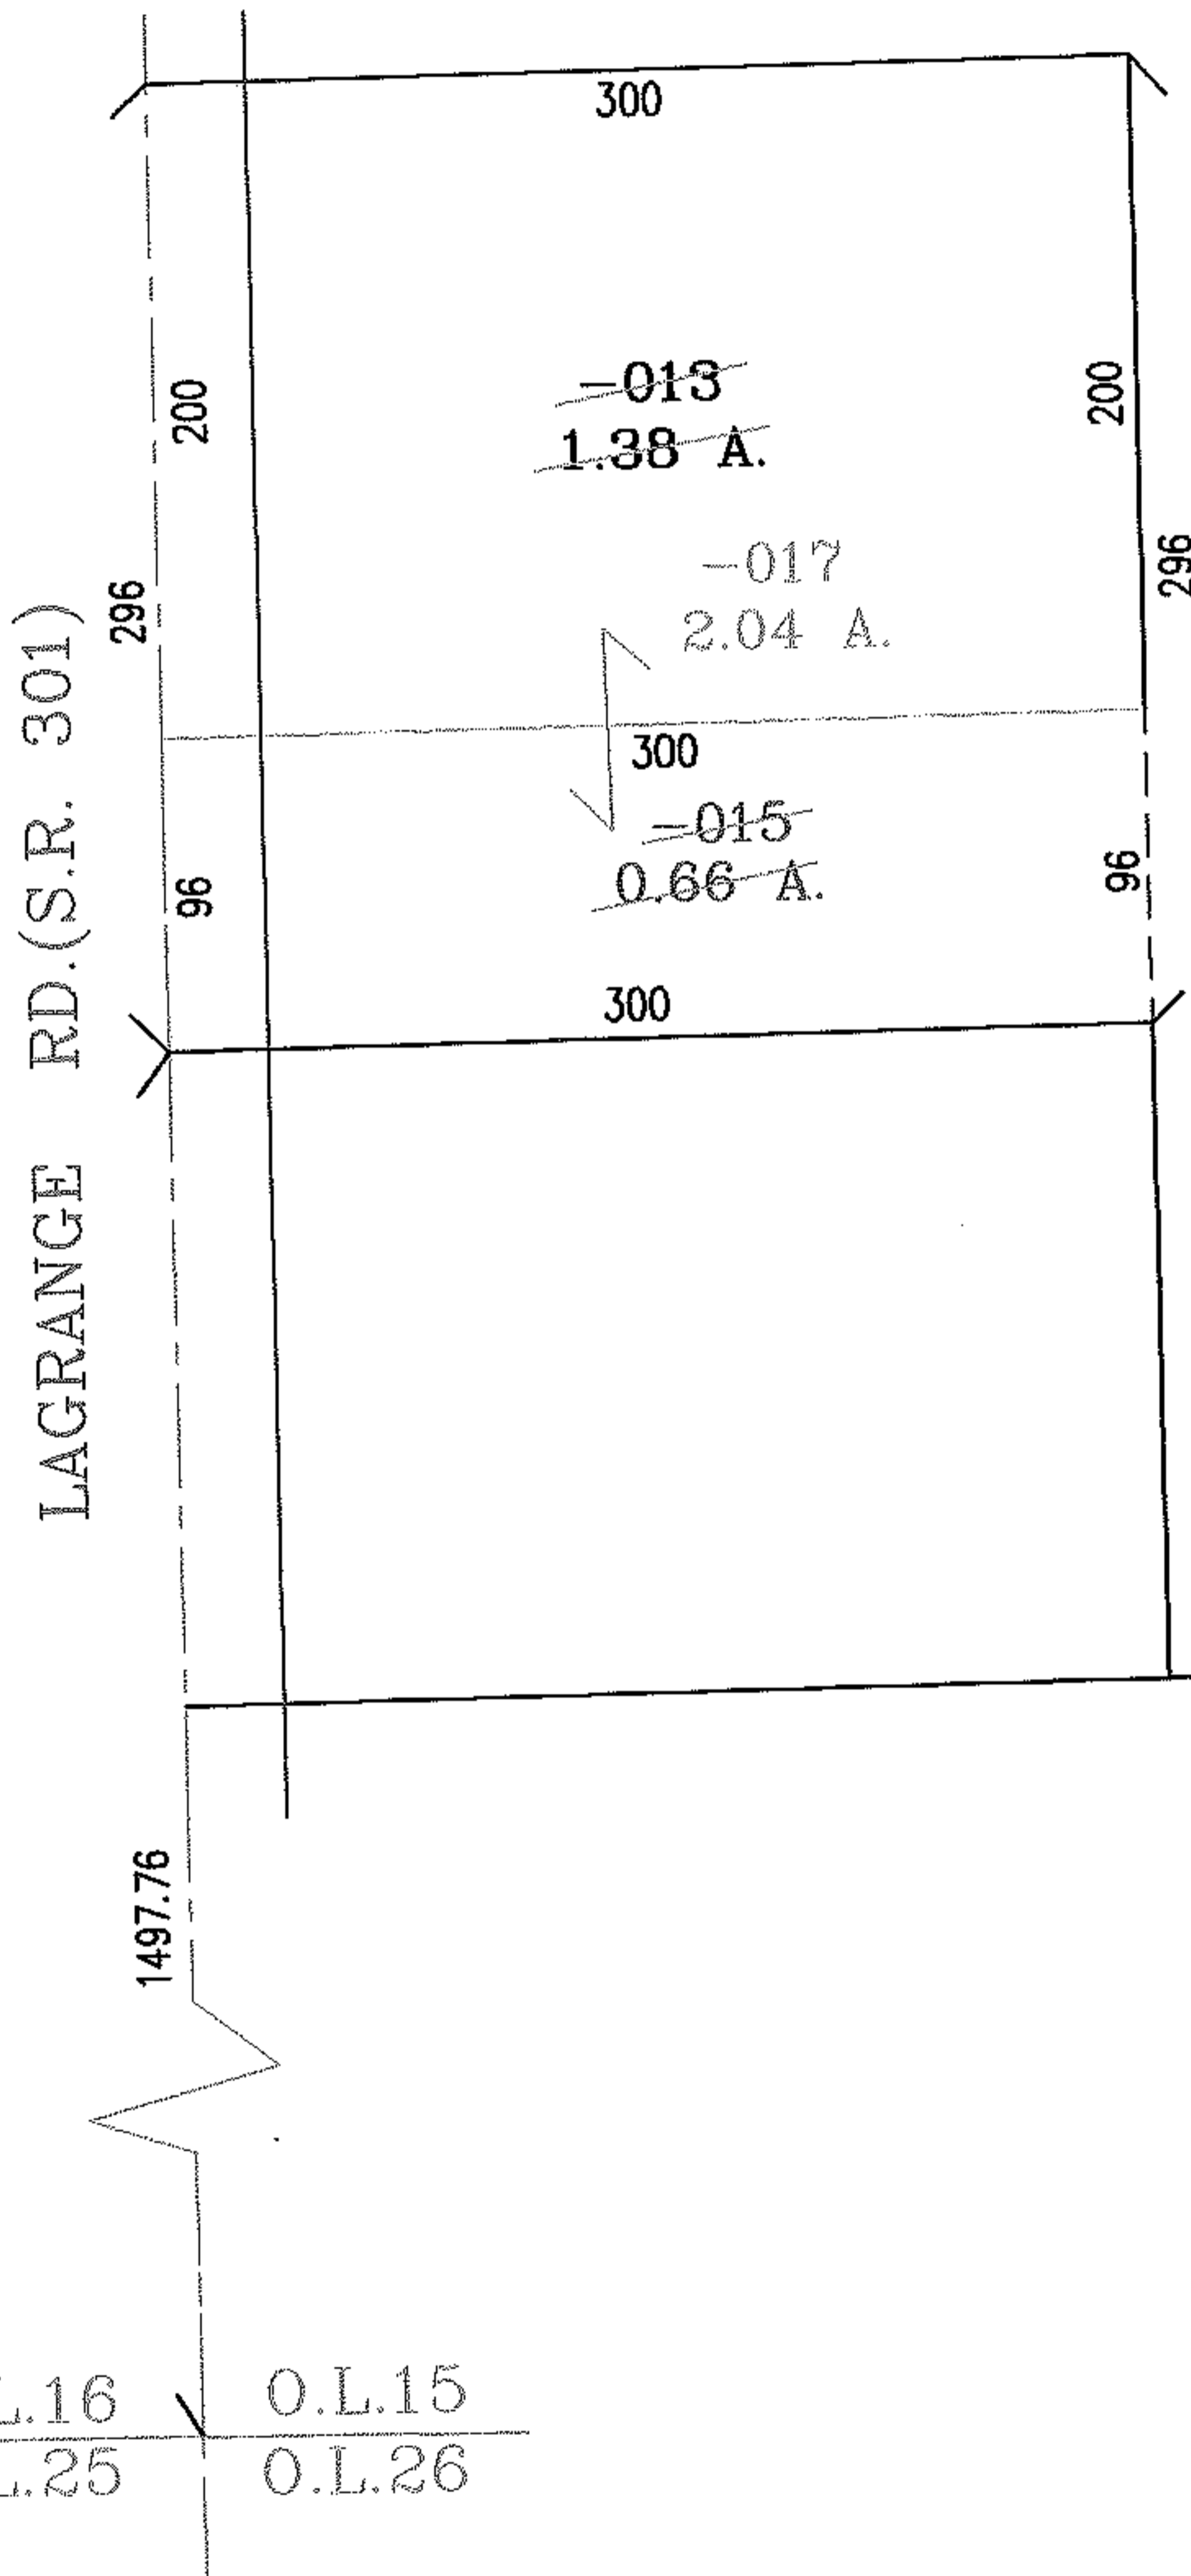 300
200
200
-013
1.38 A.
-017
2.04 A.
296
296
LAGRANGE RD.(S.R. 301)
300
-015
0.66 A.
96
96
300
1497.76
L.16
O.L.15
L.25
O.L.26